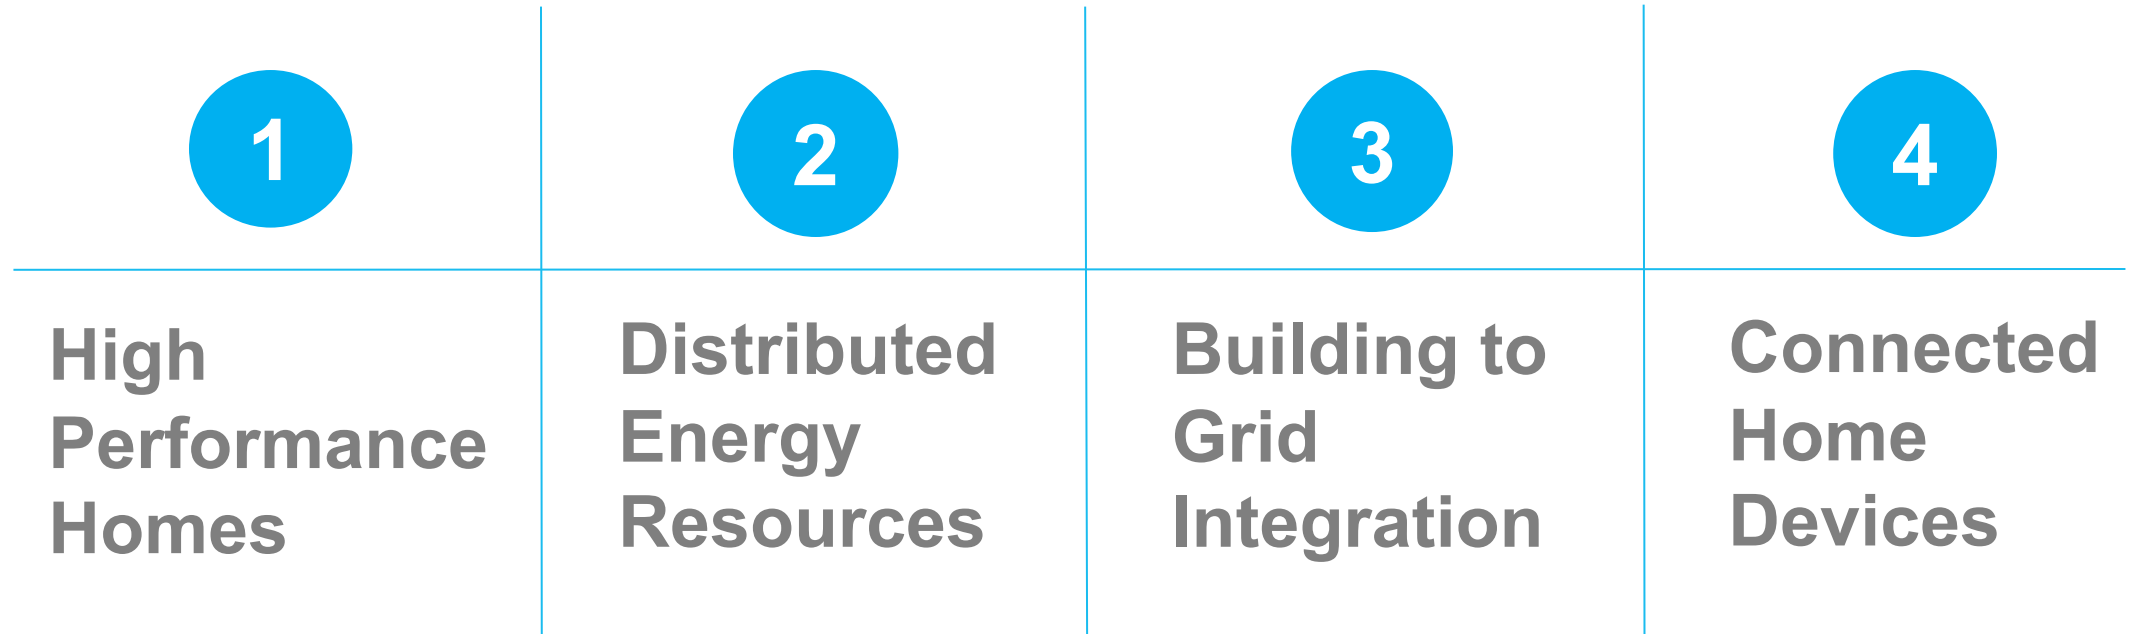 1
2
3
4
High
Performance
Homes
Distributed
Energy
Resources
Building to
Grid
Integration
Connected
Home
Devices